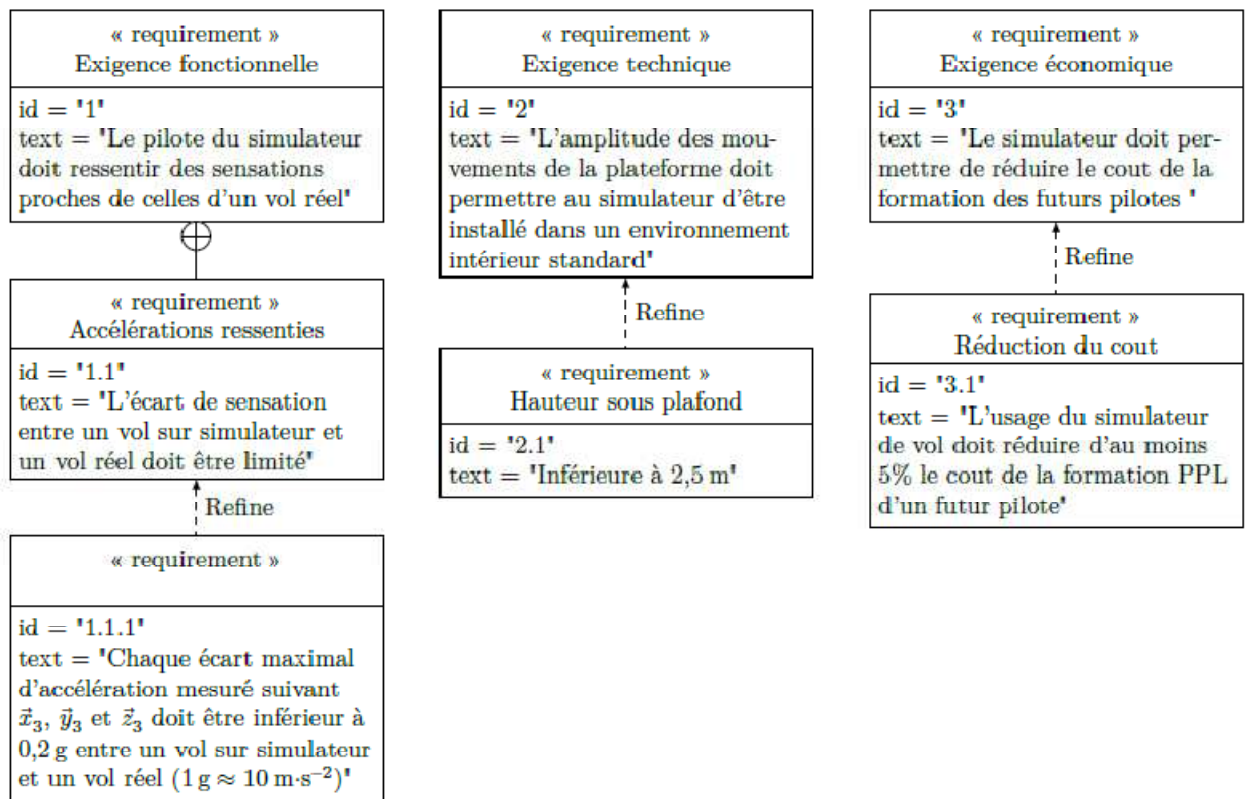 « requirement »
Exigence fonctionnelle
id = "1"
text = "Le pilote du simulateur
doit ressentir des sensations
proches de celles d'un vol réel"
« requirement »
Accélérations ressenties
id = "1.1"
text = "L'écart de sensation
entre un vol sur simulateur et
un vol réel doit être limité"
Refine
« requirement »
id = "1.1.1"
text = "Chaque écart maximal
d'accélération mesuré suivant
x⃗₃, y⃗₃ et z⃗₃ doit être inférieur à
0,2 g entre un vol sur simulateur
et un vol réel (1 g ≈ 10 m·s⁻²)"
« requirement »
Exigence technique
id = "2"
text = "L'amplitude des mou-
vements de la plateforme doit
permettre au simulateur d'être
installé dans un environnement
intérieur standard"
Refine
« requirement »
Hauteur sous plafond
id = "2.1"
text = "Inférieure à 2,5 m"
« requirement »
Exigence économique
id = "3"
text = "Le simulateur doit per-
mettre de réduire le cout de la
formation des futurs pilotes "
Refine
« requirement »
Réduction du cout
id = "3.1"
text = "L'usage du simulateur
de vol doit réduire d'au moins
5% le cout de la formation PPL
d'un futur pilote"